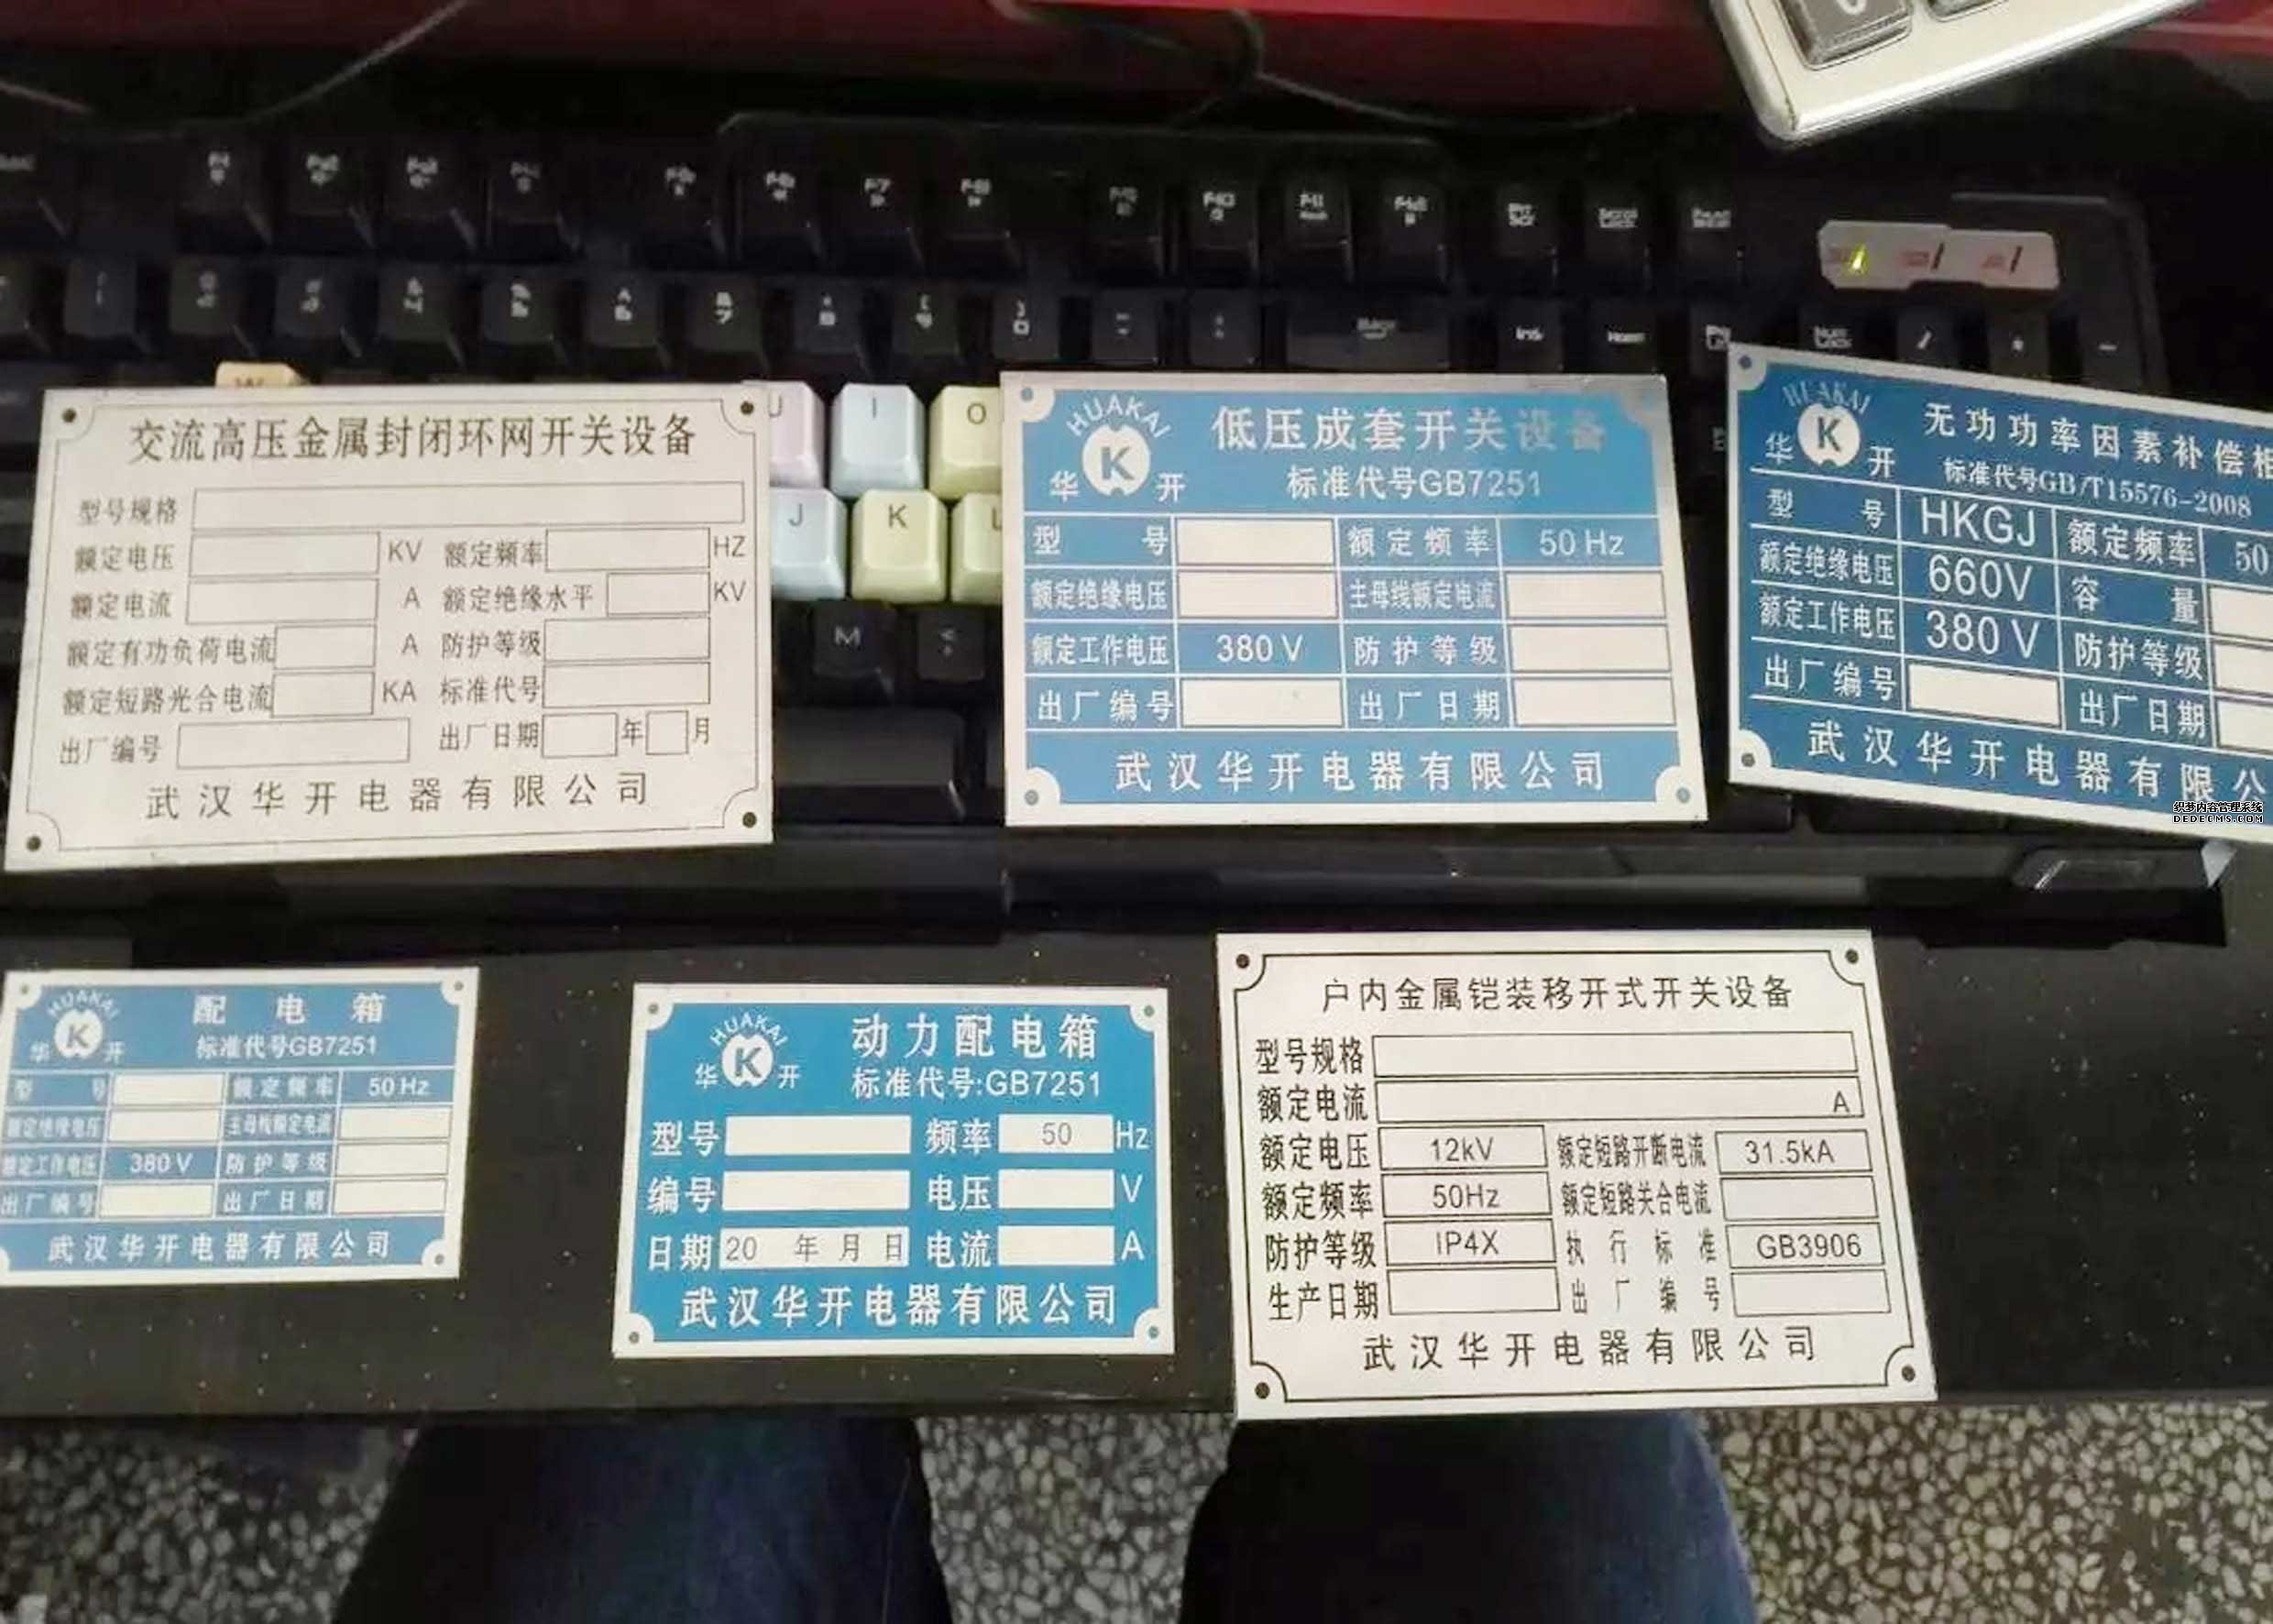 交流高压金属封闭环网开关设备
型号规格
额定电压 KV 额定频率 HZ
额定电流 A 额定绝缘水平 KV
额定有功负荷电流 A 防护等级
额定短路光合电流 KA 标准代号
出厂编号 出厂日期 年 月
武汉华开电器有限公司
HUAKAI
K
华 开
低压成套开关设备
标准代号GB7251
型 号 额定频率 50 Hz
额定绝缘电压 主母线额定电流
额定工作电压 380 V 防护等级
出厂编号 出厂日期
武汉华开电器有限公司
HUAKAI
K
华 开
无功功率因素补偿柜
标准代号GB/T15576-2008
型 号 HKGJ 额定频率 50
额定绝缘电压 660V 容 量
额定工作电压 380 V 防护等级
出厂编号 出厂日期
武汉华开电器有限公
织梦内容管理系统
DEDECMS.COM
HUAKAI
K
华 开
配电箱
标准代号GB7251
型 号 额定频率 50 Hz
额定绝缘电压 主母线额定电流
额定工作电压 380 V 防护等级
出厂编号 出厂日期
武汉华开电器有限公司
HUAKAI
K
华 开
动力配电箱
标准代号:GB7251
型号 频率 50 Hz
编号 电压 V
日期 20 年 月 日 电流 A
武汉华开电器有限公司
户内金属铠装移开式开关设备
型号规格
额定电流 A
额定电压 12kV 额定短路开断电流 31.5kA
额定频率 50Hz 额定短路关合电流
防护等级 IP4X 执行标准 GB3906
生产日期 出厂编号
武汉华开电器有限公司
U I O
J K L
M